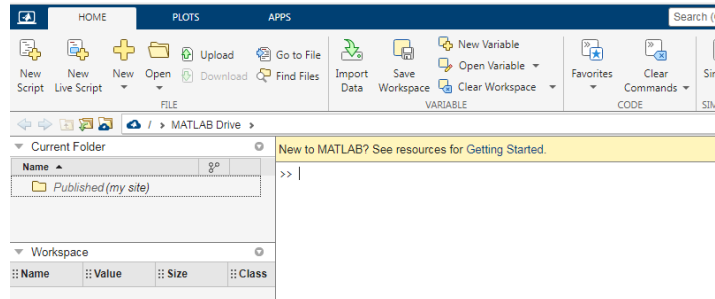 HOME PLOTS APPS Search (
New Script
New Live Script
New
Open
Upload
Download
Go to File
Find Files
Import Data
Save Workspace
New Variable
Open Variable
Clear Workspace
Favorites
Clear Commands
FILE VARIABLE CODE
/ > MATLAB Drive >
Current Folder
Name
Published (my site)
Workspace
Name Value Size Class
New to MATLAB? See resources for Getting Started.
>>